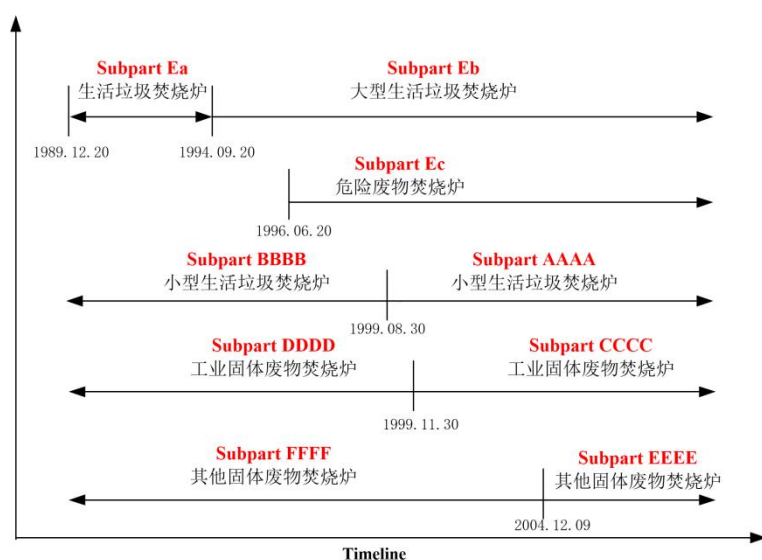 Subpart Ea
生活垃圾焚烧炉
Subpart Eb
大型生活垃圾焚烧炉
1989.12.20
1994.09.20
Subpart Ec
危险废物焚烧炉
1996.06.20
Subpart BBBB
小型生活垃圾焚烧炉
Subpart AAAA
小型生活垃圾焚烧炉
1999.08.30
Subpart DDDD
工业固体废物焚烧炉
Subpart CCCC
工业固体废物焚烧炉
1999.11.30
Subpart FFFF
其他固体废物焚烧炉
Subpart EEEE
其他固体废物焚烧炉
2004.12.09
Timeline